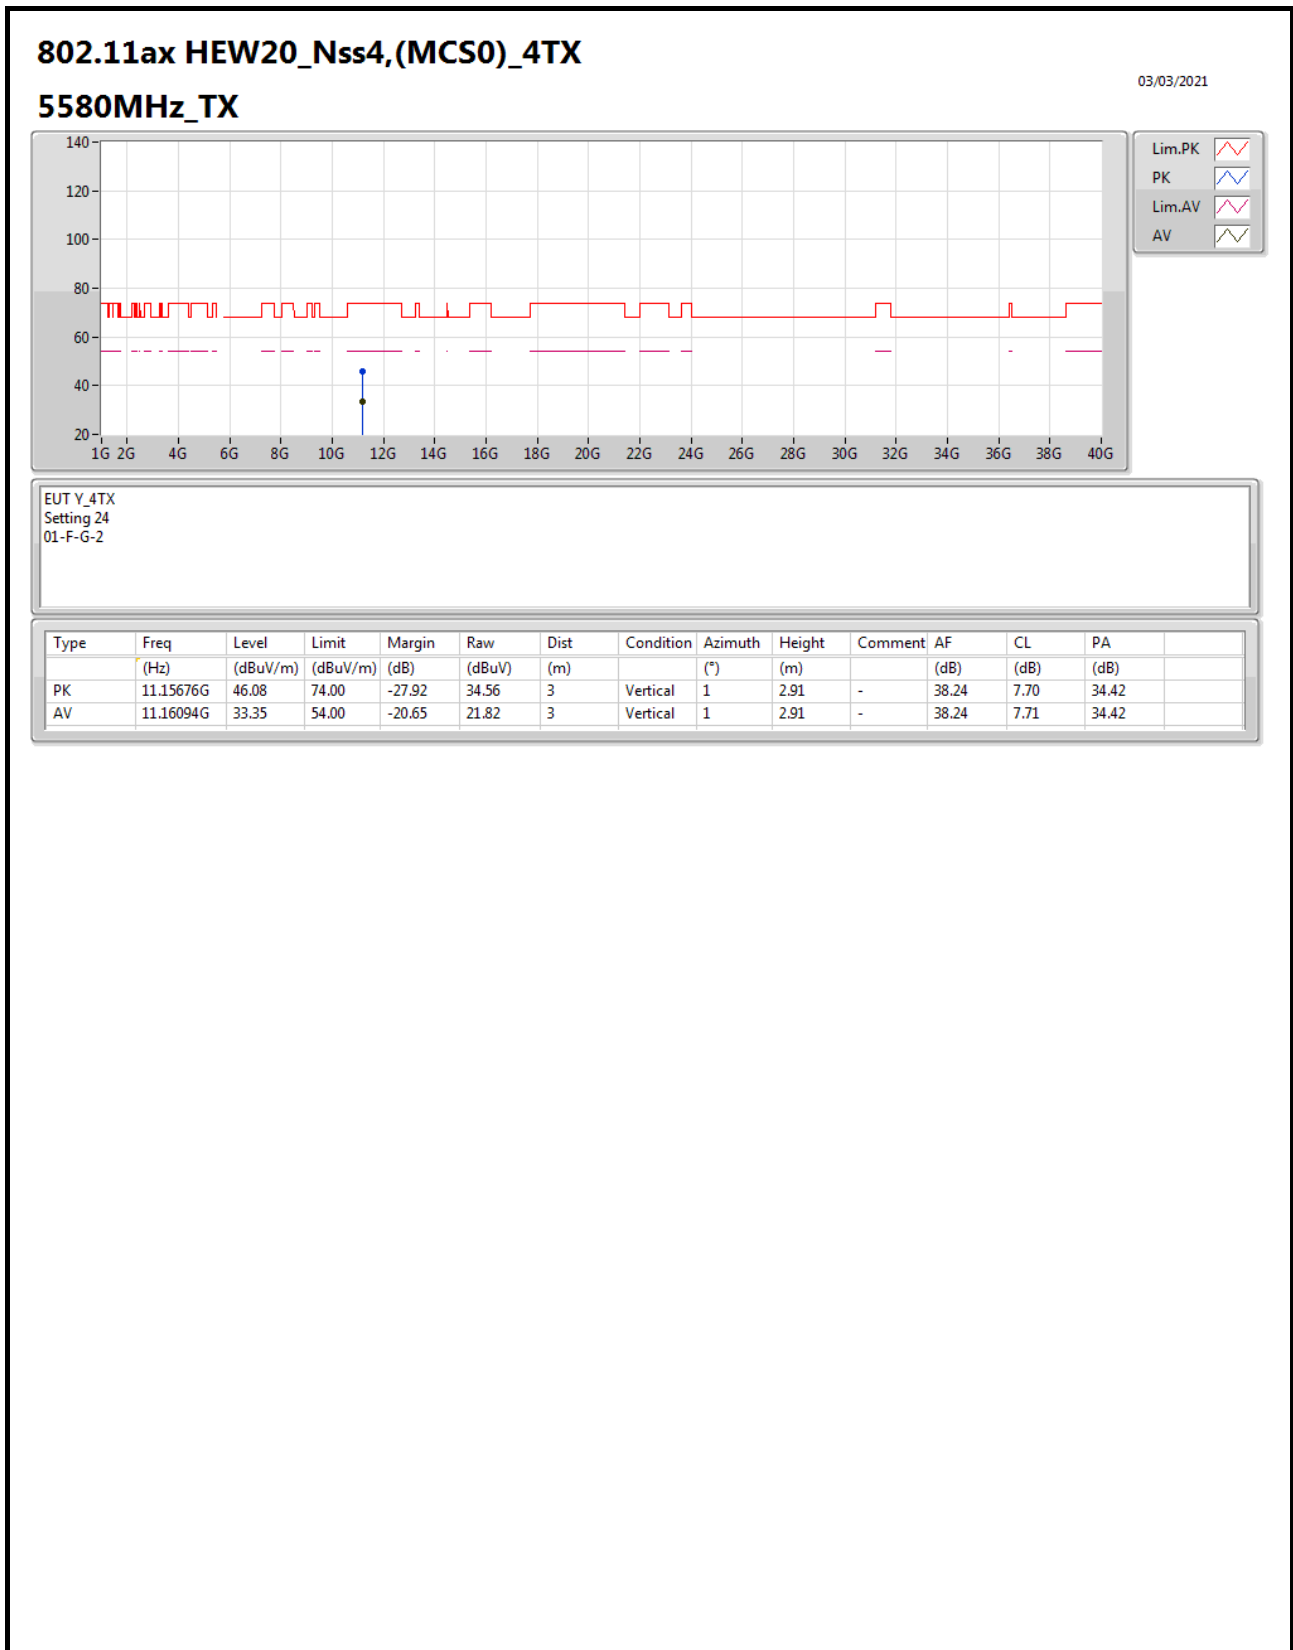 802.11ax HEW20_Nss4,(MCS0)_4TX
03/03/2021
5580MHz_TX
140
120
100
80
60
40
20
1G 2G 4G 6G 8G 10G 12G 14G 16G 18G 20G 22G 24G 26G 28G 30G 32G 34G 36G 38G 40G
Lim.PK
PK
Lim.AV
AV
EUT Y_4TX
Setting 24
01-F-G-2
Type Freq Level Limit Margin Raw Dist Condition Azimuth Height Comment AF CL PA
(Hz) (dBuV/m) (dBuV/m) (dB) (dBuV) (m) (°) (m) (dB) (dB) (dB)
PK 11.15676G 46.08 74.00 -27.92 34.56 3 Vertical 1 2.91 - 38.24 7.70 34.42
AV 11.16094G 33.35 54.00 -20.65 21.82 3 Vertical 1 2.91 - 38.24 7.71 34.42